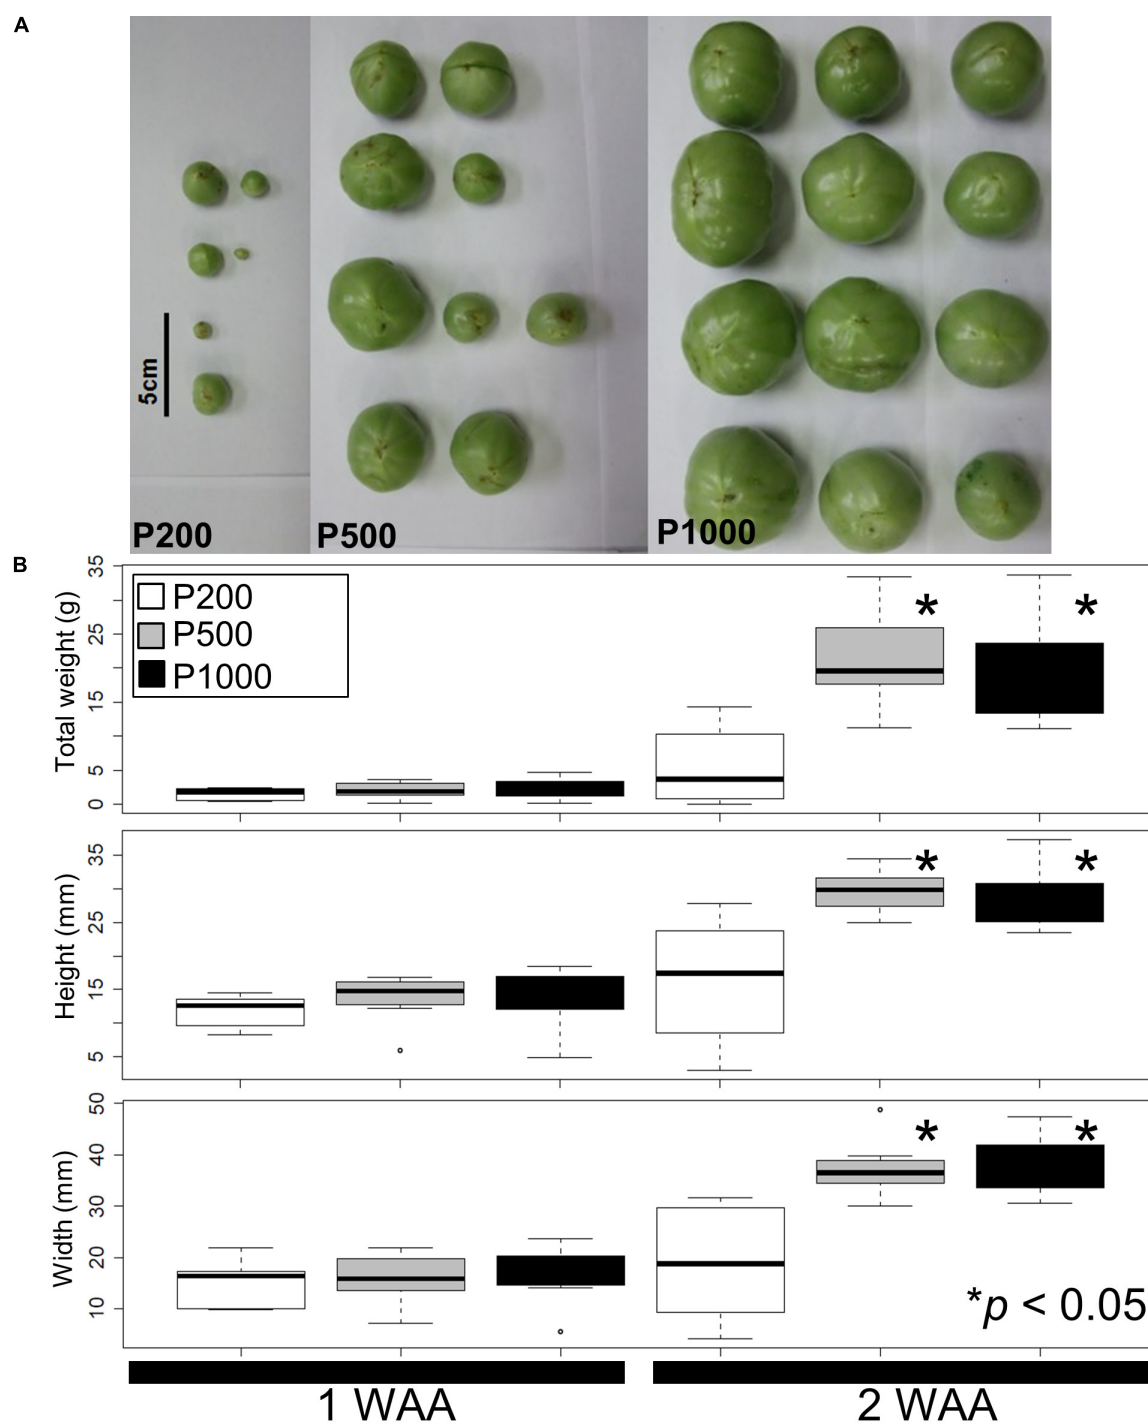 A
5cm
P200
P500
P1000
B
P200
P500
P1000
Total weight (g)
35
25
15
5
0
Height (mm)
35
25
15
5
Width (mm)
50
40
30
20
10
*
*
*
*
*
*
*p < 0.05
1 WAA
2 WAA